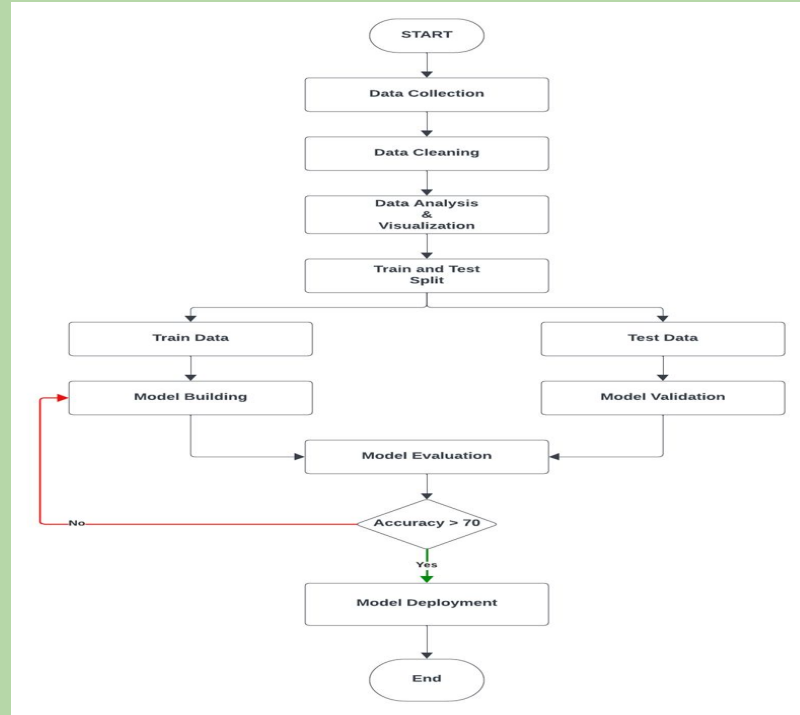 START
Data Collection
Data Cleaning
Data Analysis
&
Visualization
Train and Test
Split
Train Data
Test Data
Model Building
Model Validation
Model Evaluation
Accuracy > 70
No
Yes
Model Deployment
End